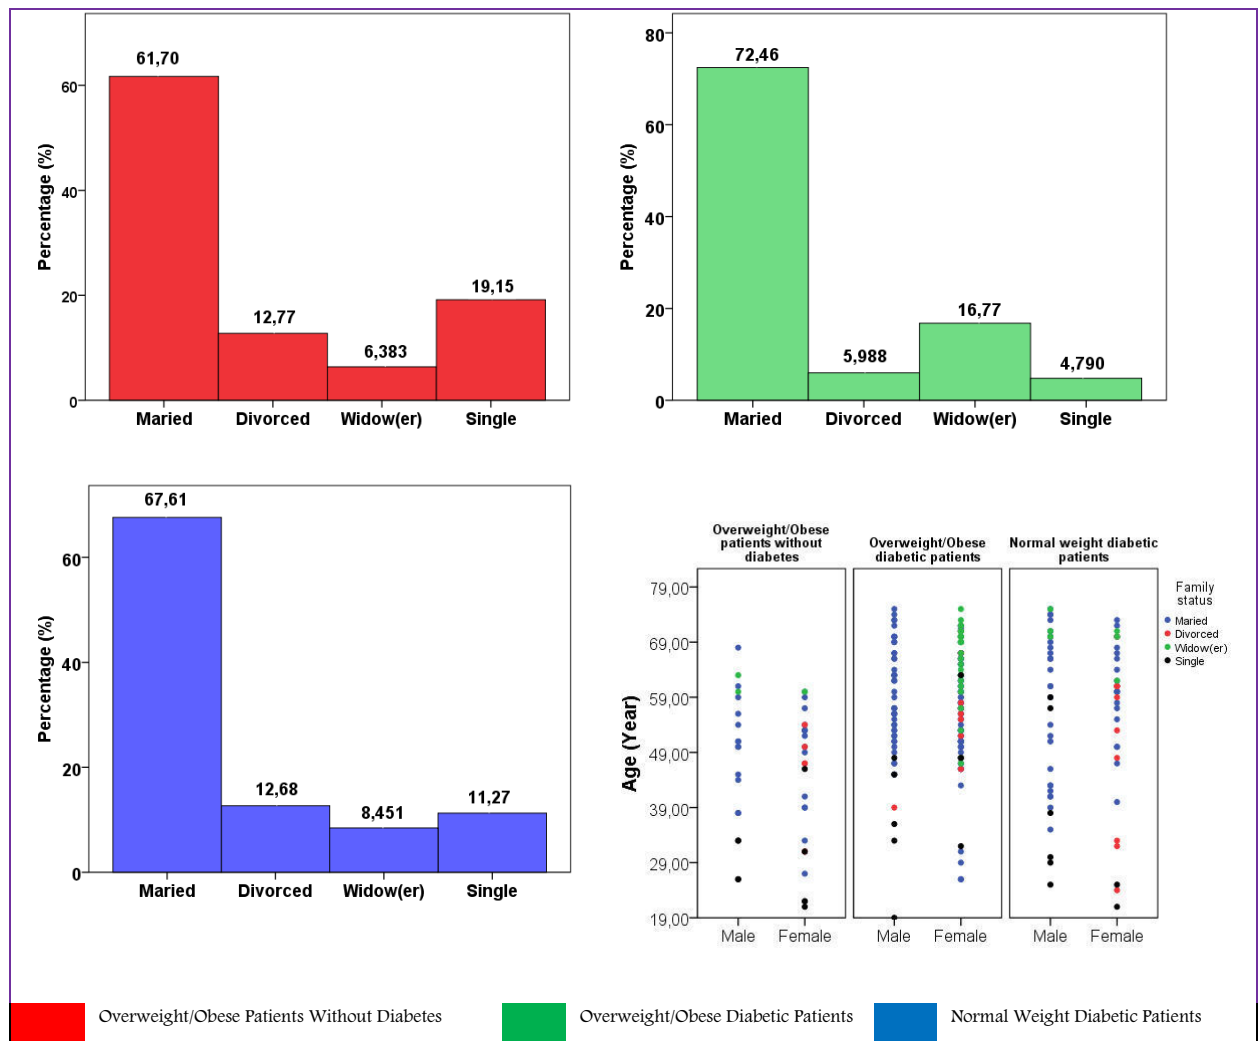 61,70
60
40
20
0
12,77
6,383
19,15
Percentage (%)
Maried Divorced Widow(er) Single
80
60
40
20
0
72,46
5,988
16,77
4,790
Percentage (%)
Maried Divorced Widow(er) Single
67,61
60
40
20
0
12,68
8,451
11,27
Percentage (%)
Maried Divorced Widow(er) Single
Overweight/Obese
patients without
diabetes
Overweight/Obese
diabetic patients
Normal weight diabetic
patients
79,00
69,00
59,00
49,00
39,00
29,00
19,00
Age (Year)
Male Female Male Female Male Female
Family
status
Maried
Divorced
Widow(er)
Single
Overweight/Obese Patients Without Diabetes Overweight/Obese Diabetic Patients Normal Weight Diabetic Patients